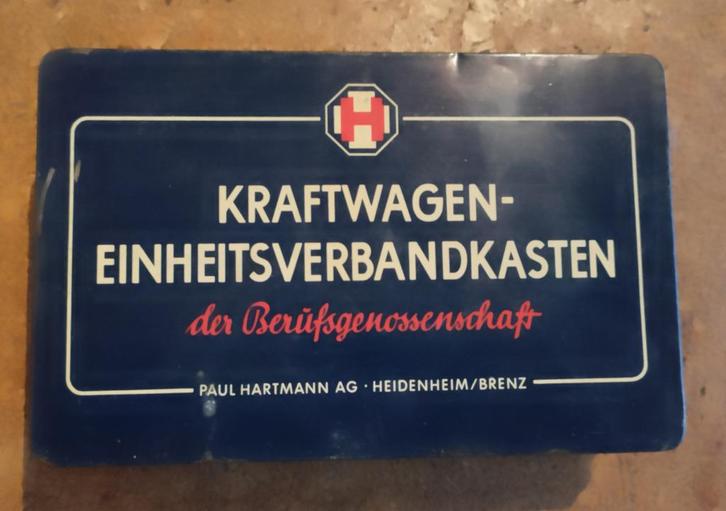 H
KRAFTWAGEN-
EINHEITSVERBANDKASTEN
der Berufsgenossenschaft
PAUL HARTMANN AG · HEIDENHEIM/BRENZ